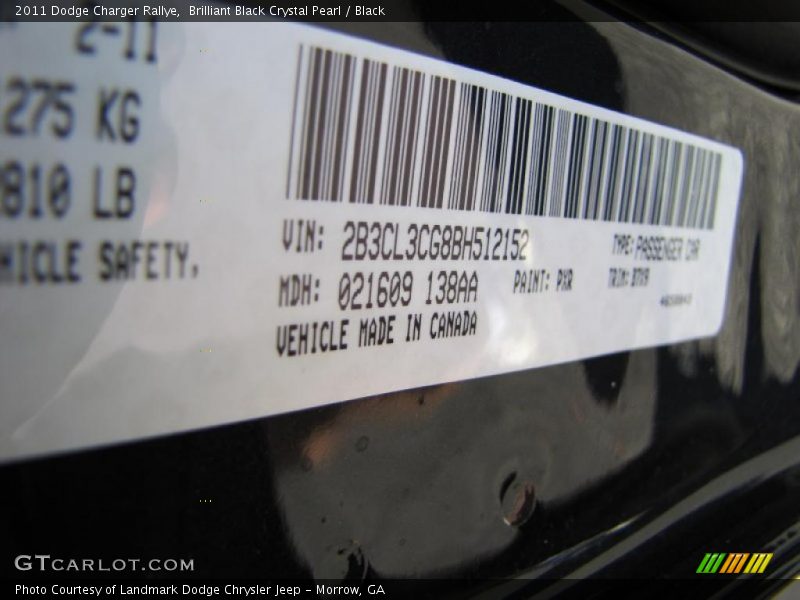 2011 Dodge Charger Rallye, Brilliant Black Crystal Pearl / Black
2-11
275 KG
810 LB
HICLE SAFETY.
VIN: 2B3CL3CG8BH512152
TYPE: PASSENGER CAR
MDH: 021609 138AA
PAINT: PXR
TRIM:
VEHICLE MADE IN CANADA
GTCARLOT.COM
Photo Courtesy of Landmark Dodge Chrysler Jeep – Morrow, GA